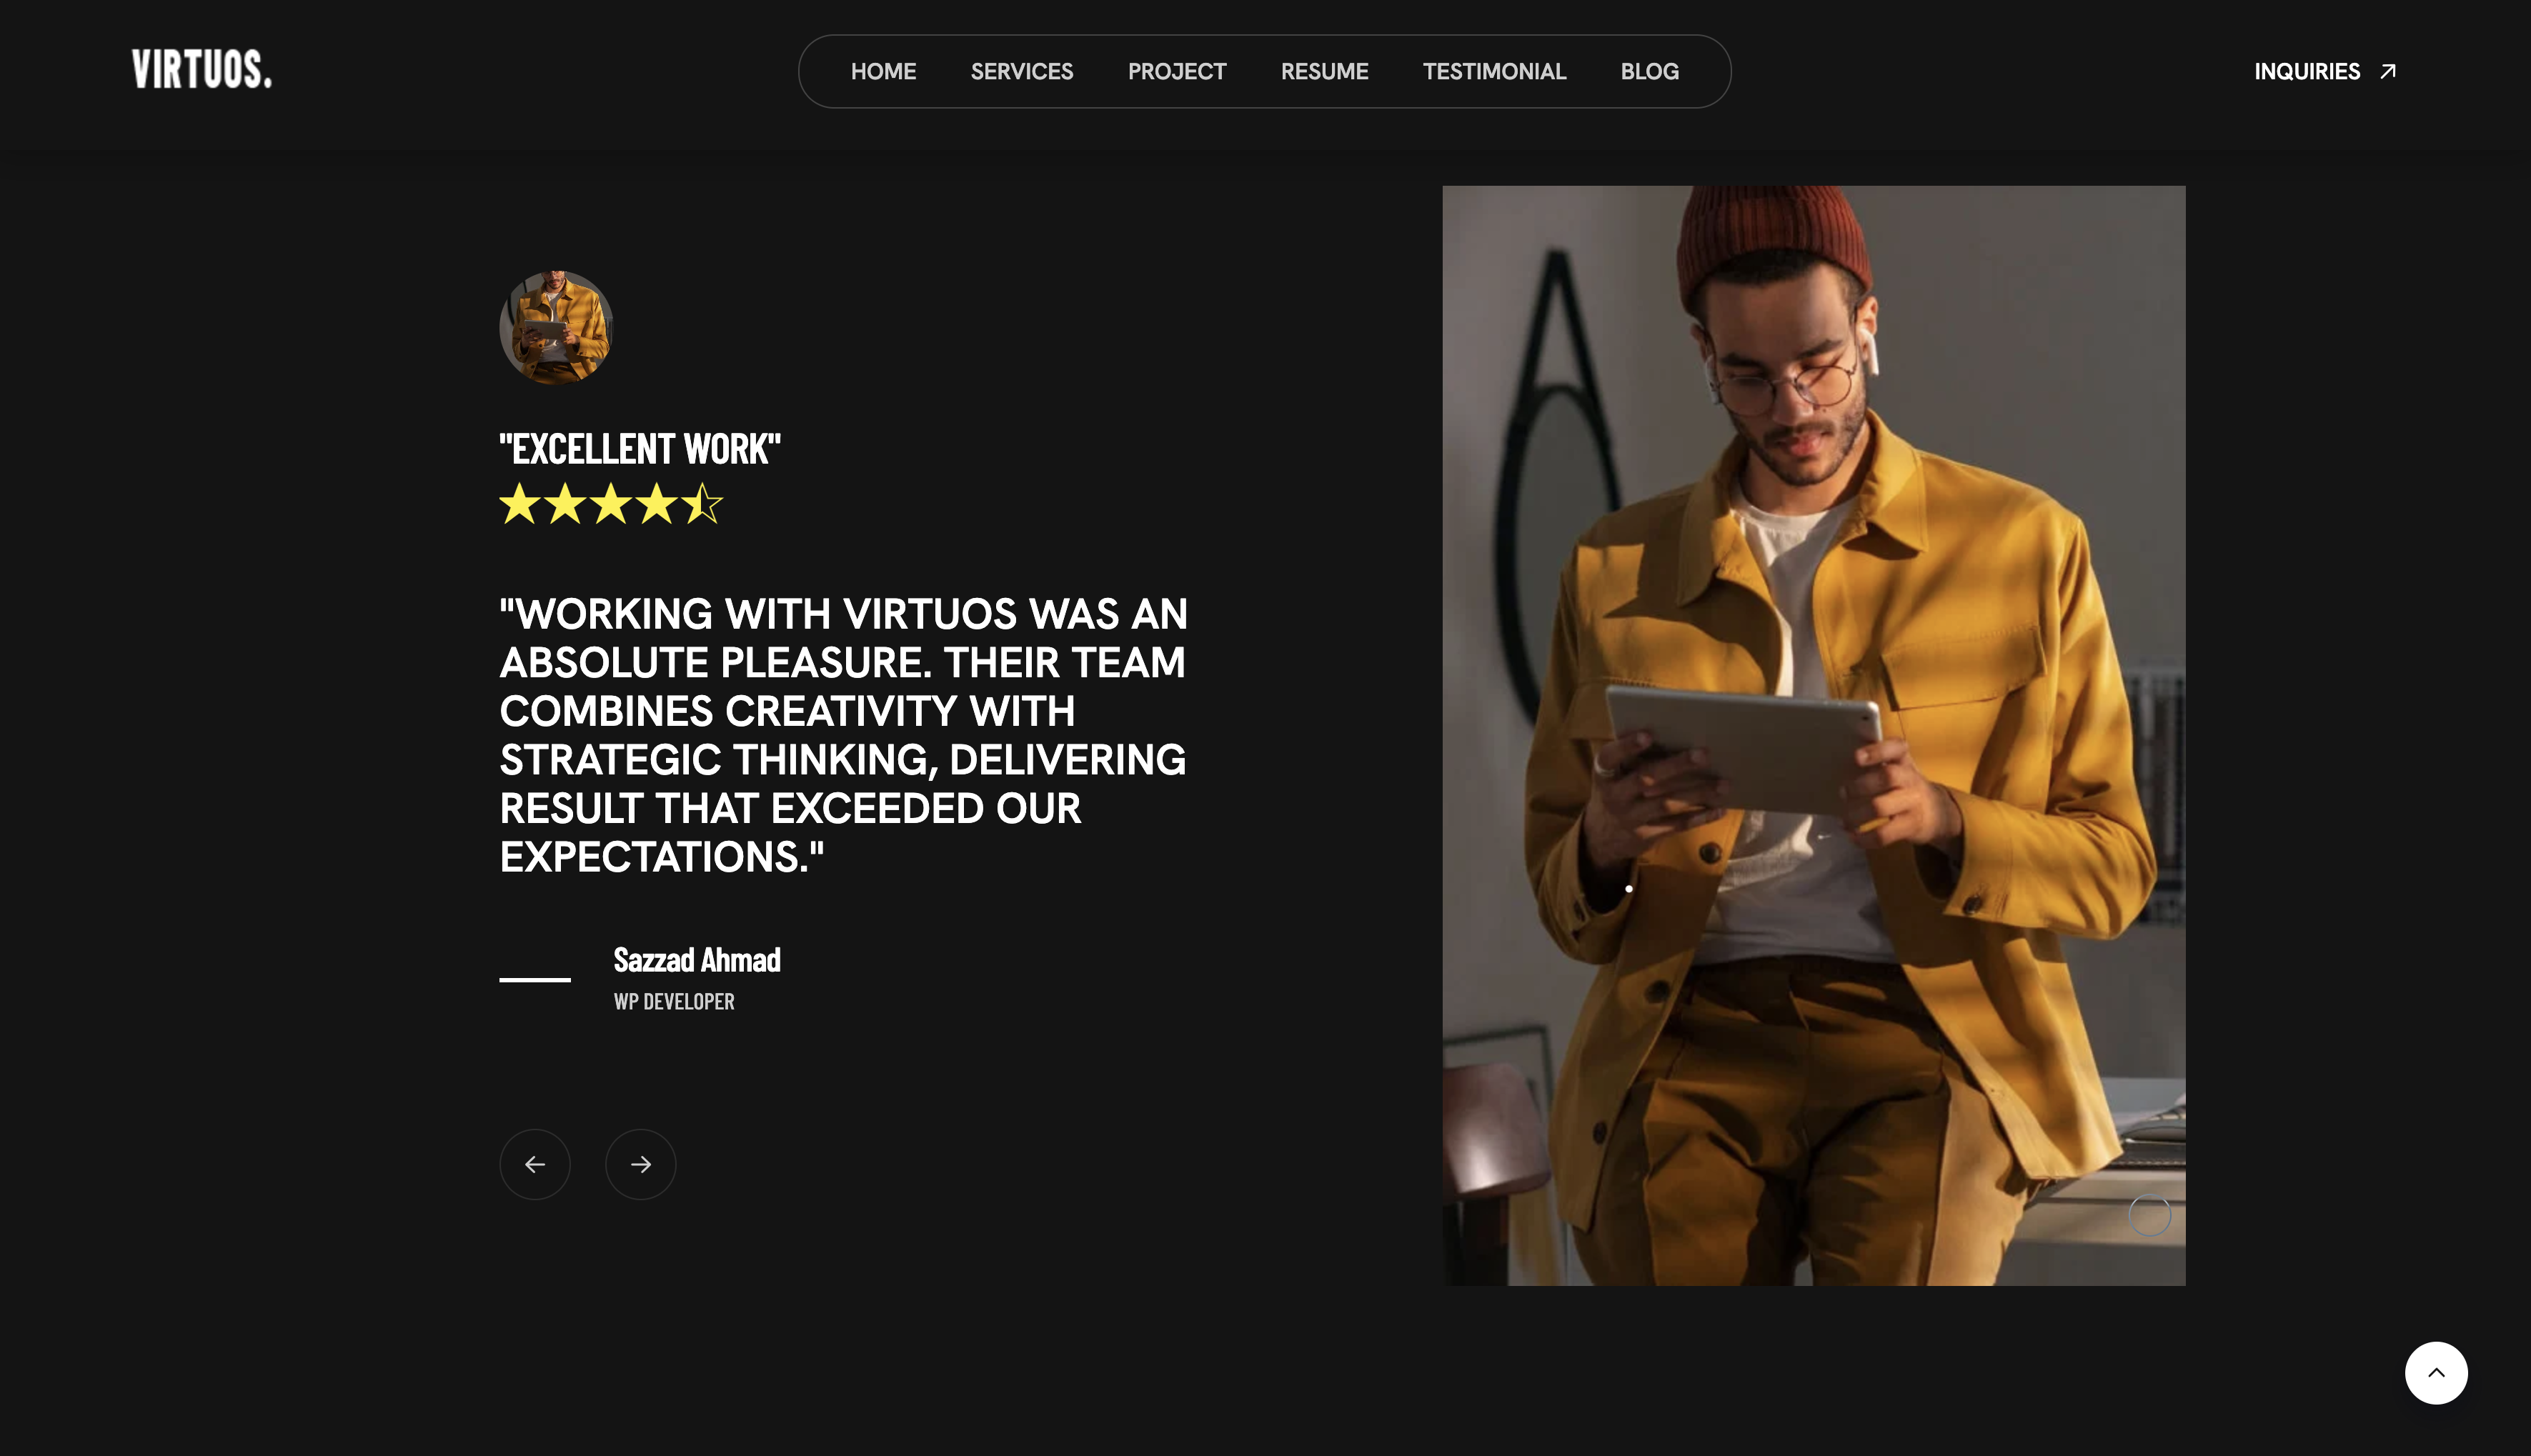 VIRTUOS.
HOME SERVICES PROJECT RESUME TESTIMONIAL BLOG
INQUIRIES
"EXCELLENT WORK"
"WORKING WITH VIRTUOS WAS AN
ABSOLUTE PLEASURE. THEIR TEAM
COMBINES CREATIVITY WITH
STRATEGIC THINKING, DELIVERING
RESULT THAT EXCEEDED OUR
EXPECTATIONS."
Sazzad Ahmad
WP DEVELOPER